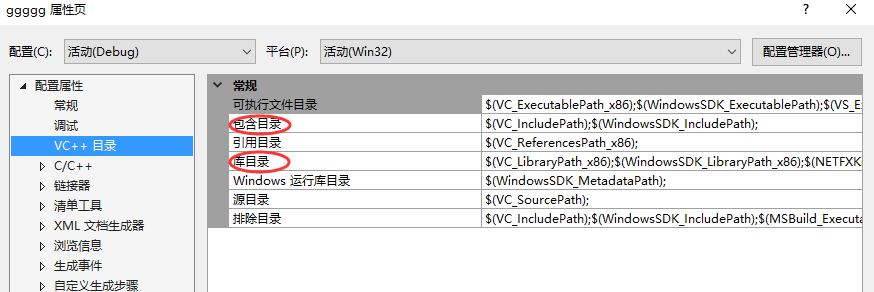 ggggg 属性页
配置(C):
活动(Debug)
平台(P):
活动(Win32)
配置管理器(O)...
配置属性
常规
调试
VC++ 目录
C/C++
链接器
清单工具
XML 文档生成器
浏览信息
生成事件
自定义生成步骤
常规
可执行文件目录 $(VC_ExecutablePath_x86);$(WindowsSDK_ExecutablePath);$(VS_E
包含目录 $(VC_IncludePath);$(WindowsSDK_IncludePath);
引用目录 $(VC_ReferencesPath_x86);
库目录 $(VC_LibraryPath_x86);$(WindowsSDK_LibraryPath_x86);$(NETFXK
Windows 运行库目录 $(WindowsSDK_MetadataPath);
源目录 $(VC_SourcePath);
排除目录 $(VC_IncludePath);$(WindowsSDK_IncludePath);$(MSBuild_Executa